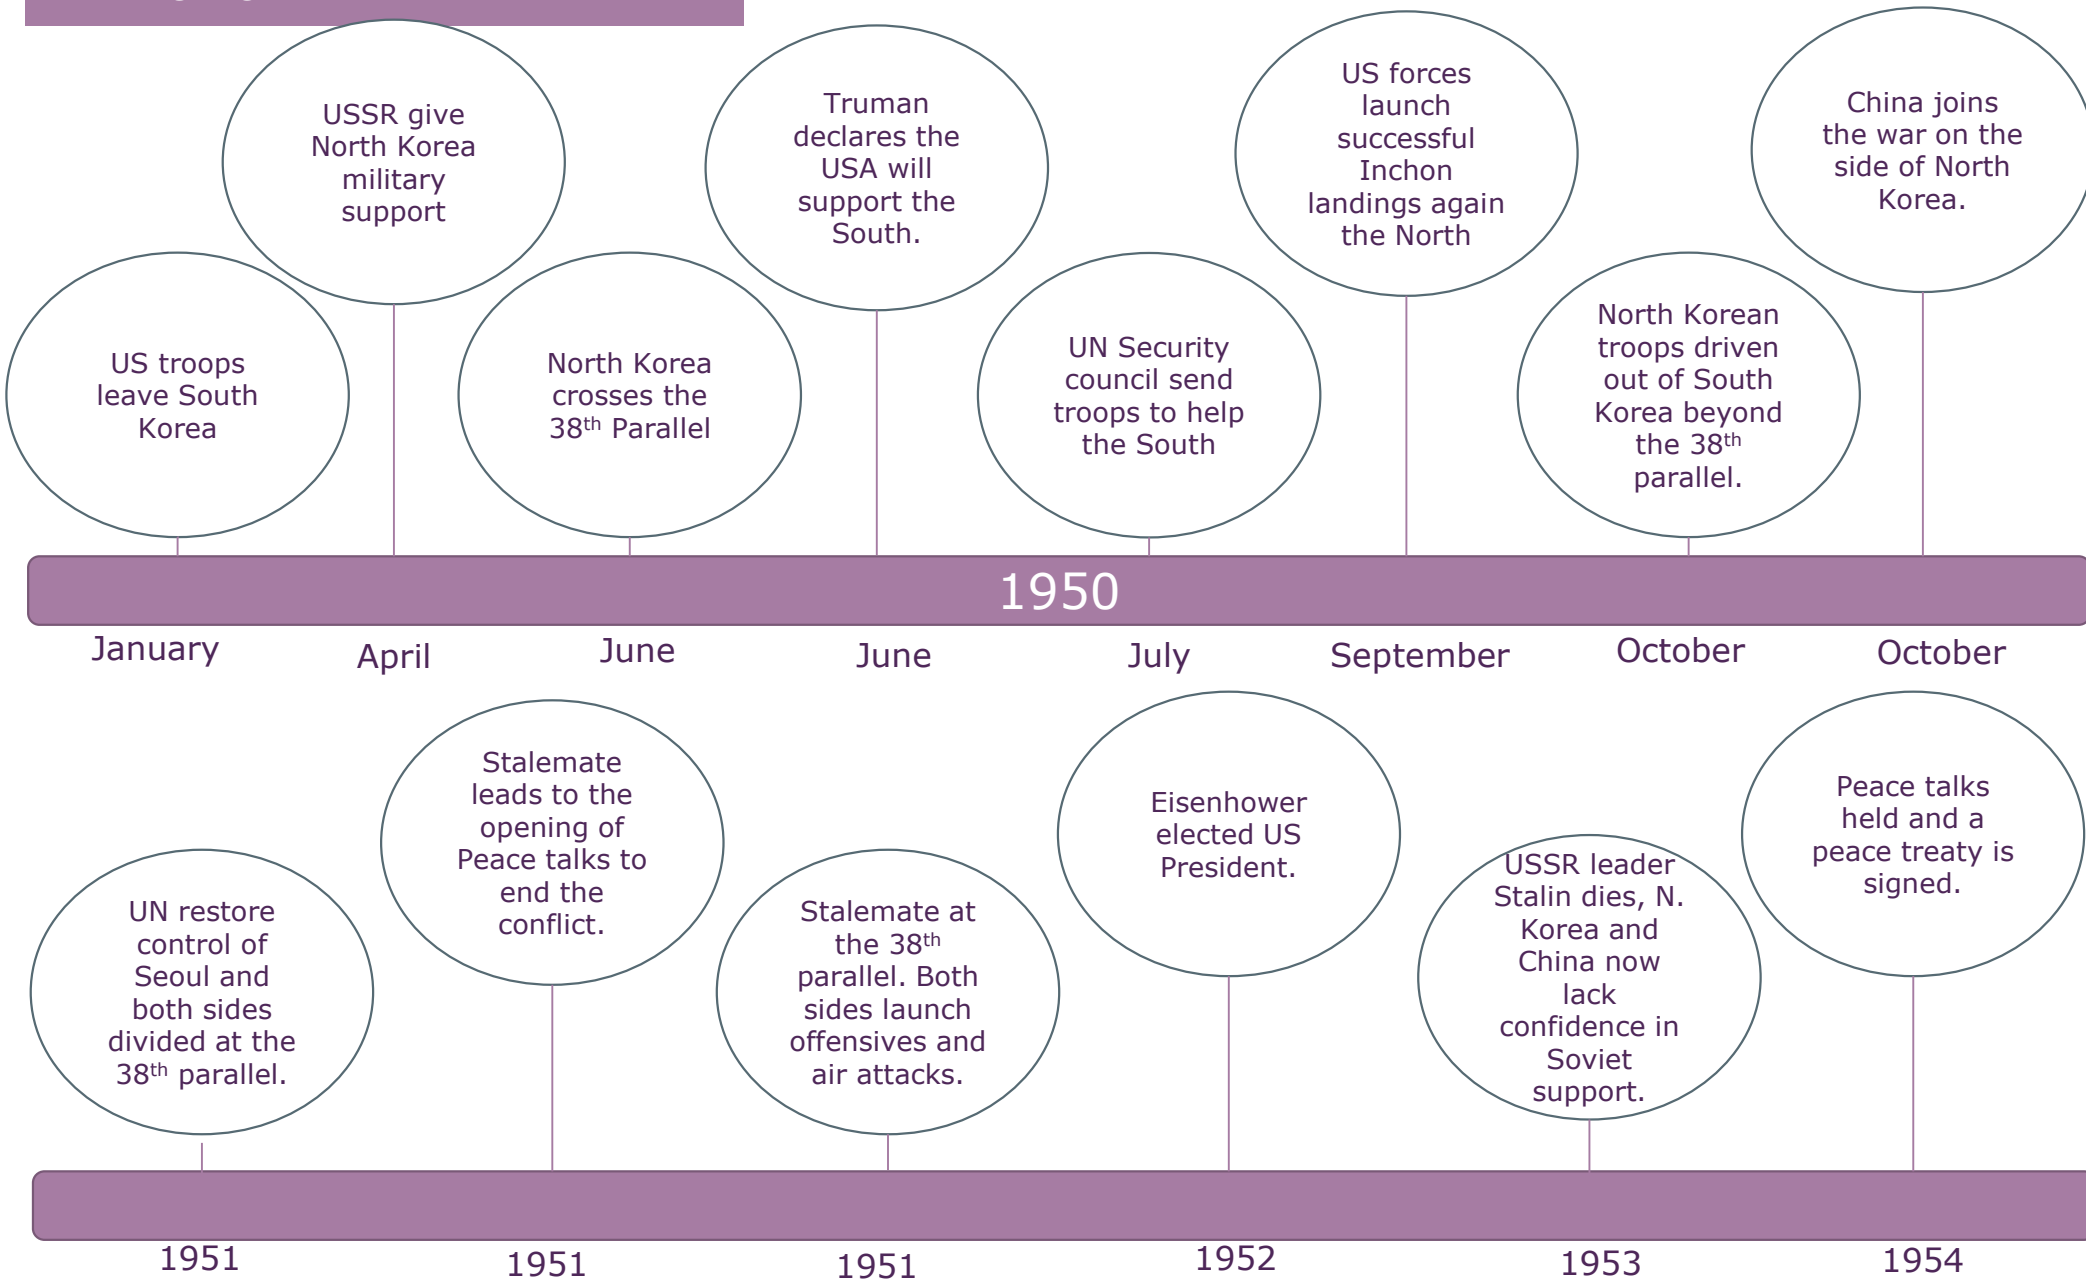 US troops
leave South
Korea
USSR give
North Korea
military
support
North Korea
crosses the
38th Parallel
Truman
declares the
USA will
support the
South.
UN Security
council send
troops to help
the South
US forces
launch
successful
Inchon
landings again
the North
North Korean
troops driven
out of South
Korea beyond
the 38th
parallel.
China joins
the war on the
side of North
Korea.
1950
January
April
June
June
July
September
October
October
UN restore
control of
Seoul and
both sides
divided at the
38th parallel.
Stalemate
leads to the
opening of
Peace talks to
end the
conflict.
Stalemate at
the 38th
parallel. Both
sides launch
offensives and
air attacks.
Eisenhower
elected US
President.
USSR leader
Stalin dies, N.
Korea and
China now
lack
confidence in
Soviet
support.
Peace talks
held and a
peace treaty is
signed.
1951
1951
1951
1952
1953
1954